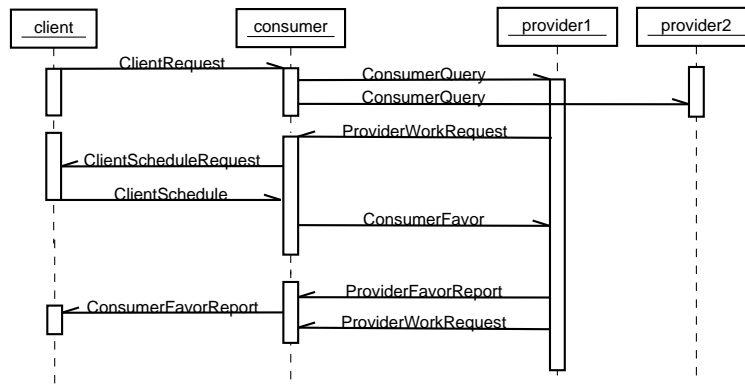 client
consumer
provider1
provider2
ClientRequest
ConsumerQuery
ConsumerQuery
ProviderWorkRequest
ClientScheduleRequest
ClientSchedule
ConsumerFavor
ProviderFavorReport
ConsumerFavorReport
ProviderWorkRequest